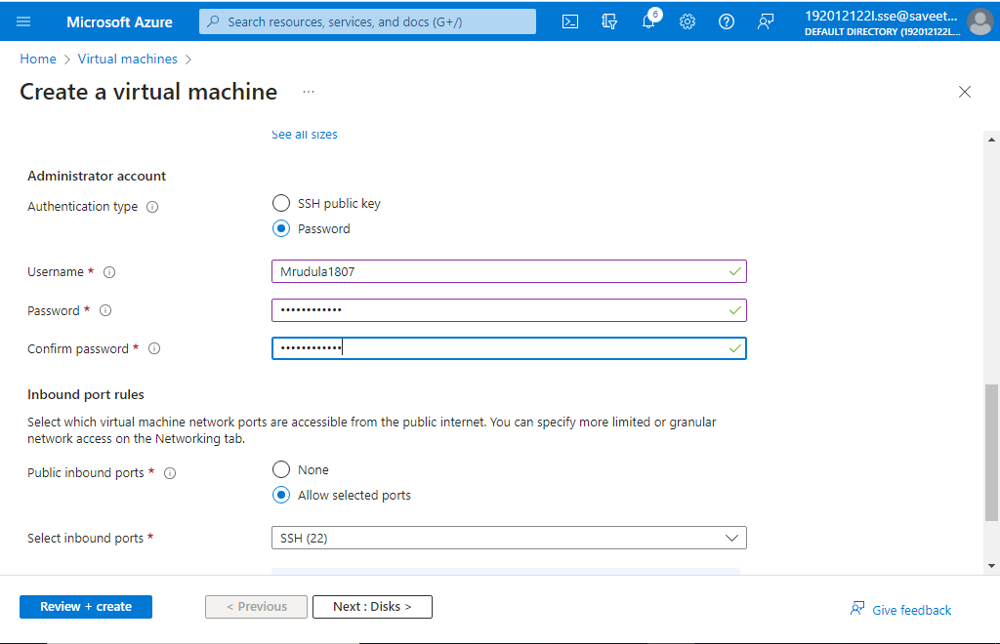 Microsoft Azure
Search resources, services, and docs (G+/)
6
192012122l.sse@saveet...
DEFAULT DIRECTORY (192012122L...
Home > Virtual machines >
Create a virtual machine ...
See all sizes
Administrator account
Authentication type
SSH public key
Password
Username *
Mrudula1807
Password *
••••••••••••
Confirm password *
••••••••••••
Inbound port rules
Select which virtual machine network ports are accessible from the public internet. You can specify more limited or granular
network access on the Networking tab.
Public inbound ports *
None
Allow selected ports
Select inbound ports *
SSH (22)
Review + create
< Previous
Next : Disks >
Give feedback